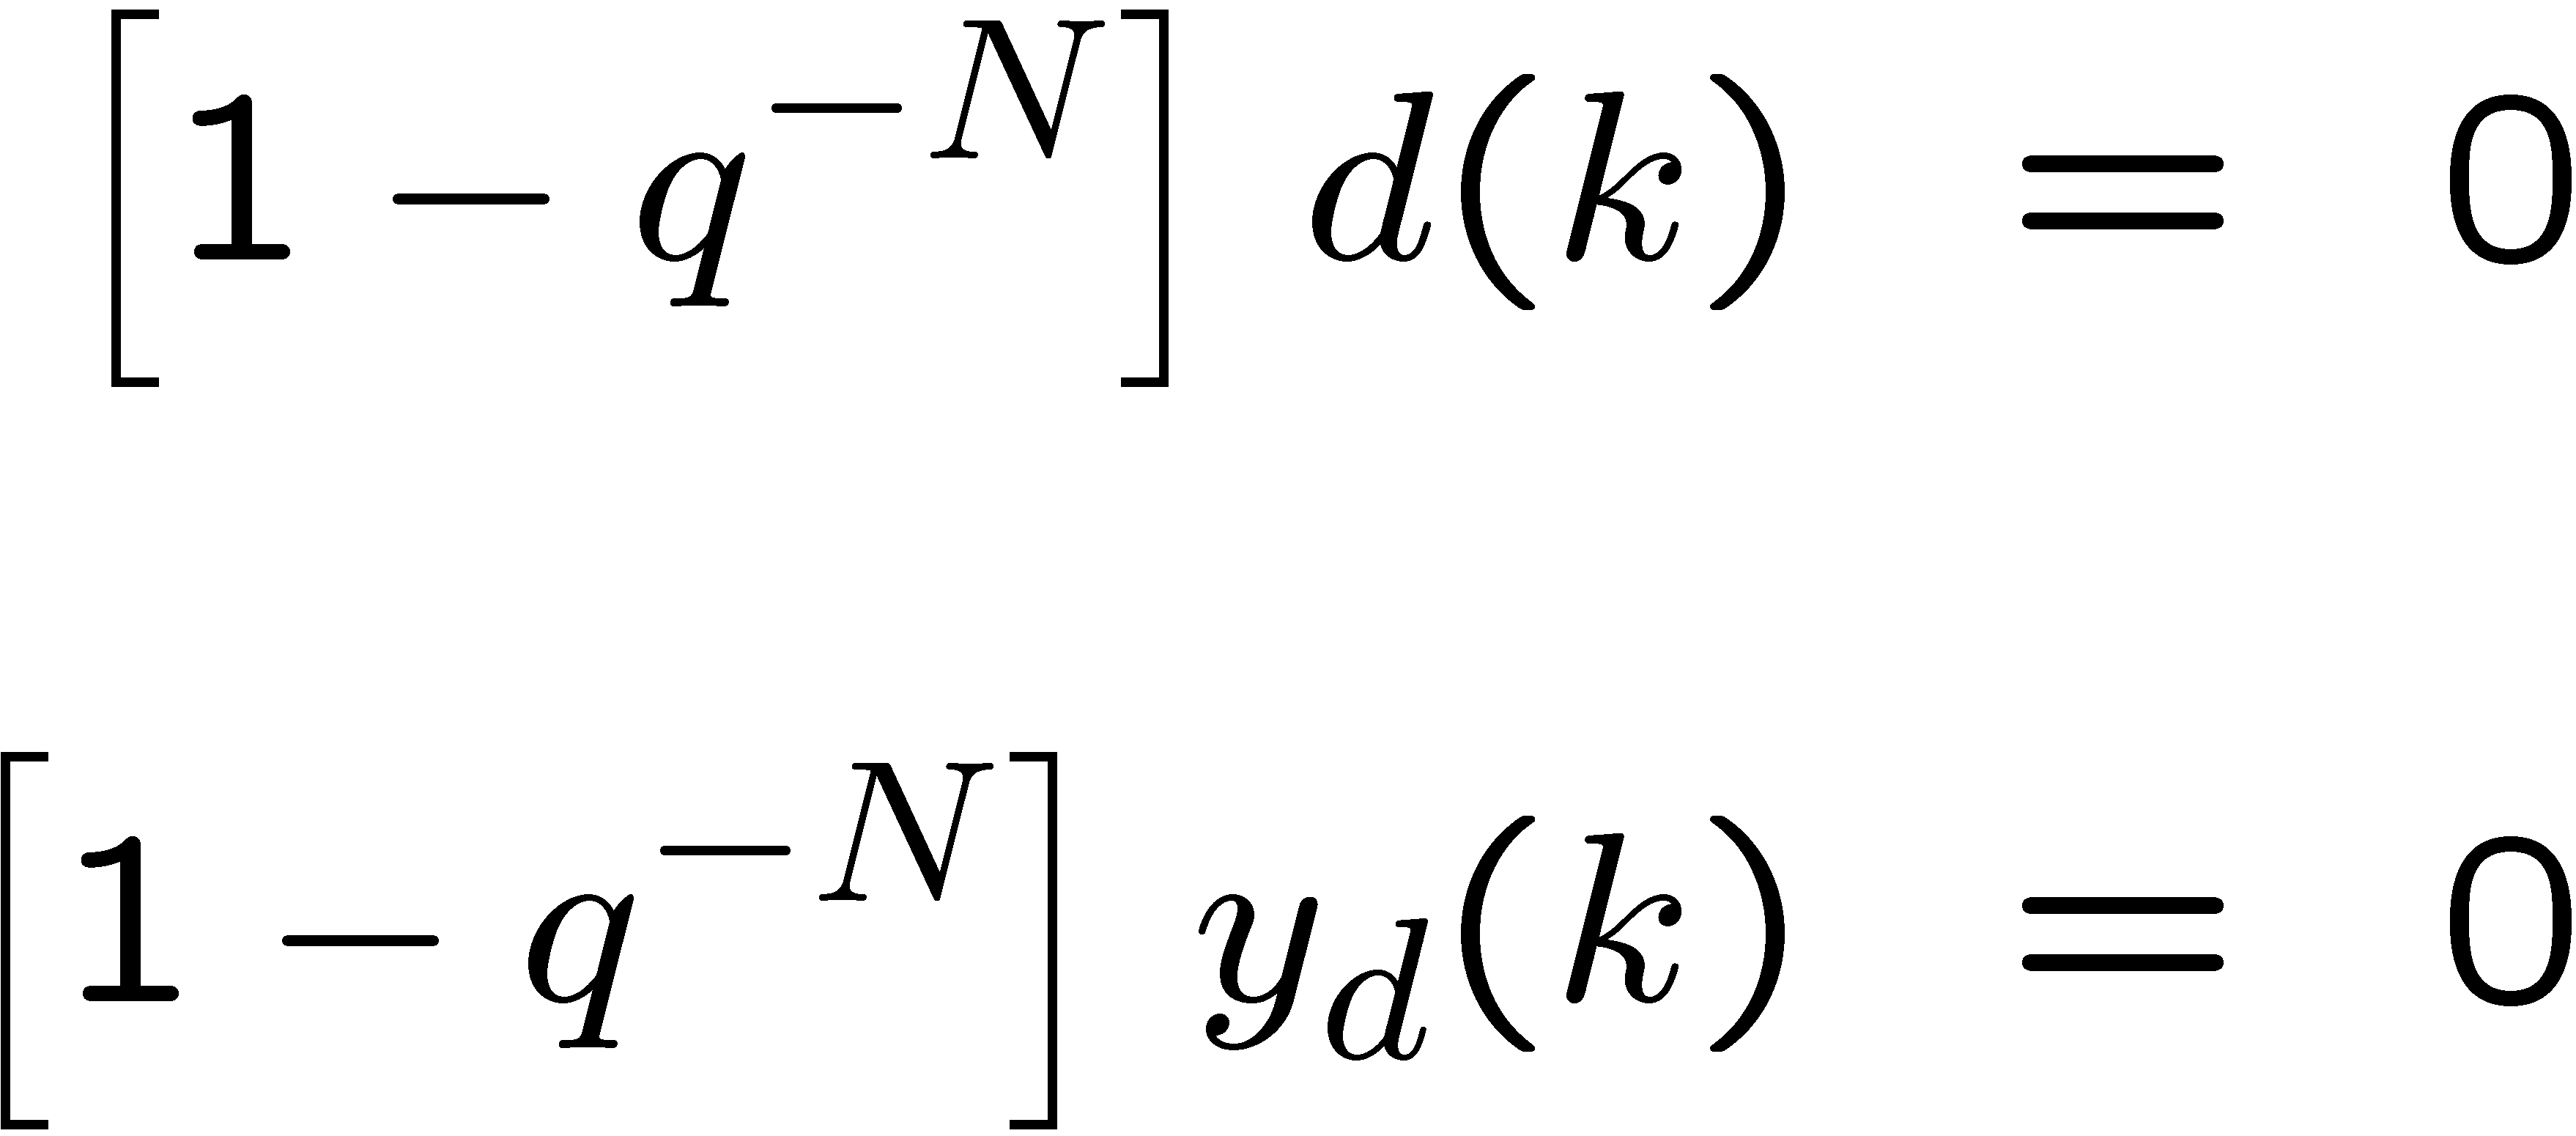 [1 − q^{−N}] d(k) = 0
[1 − q^{−N}] y_d(k) = 0